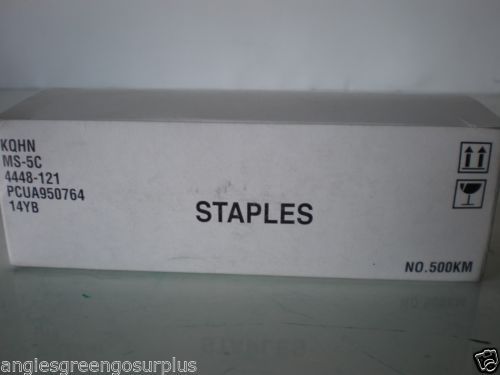 KQHN
MS-5C
4448-121
PCUA950764
14YB
STAPLES
NO.500KM
anglesgreengosurplus